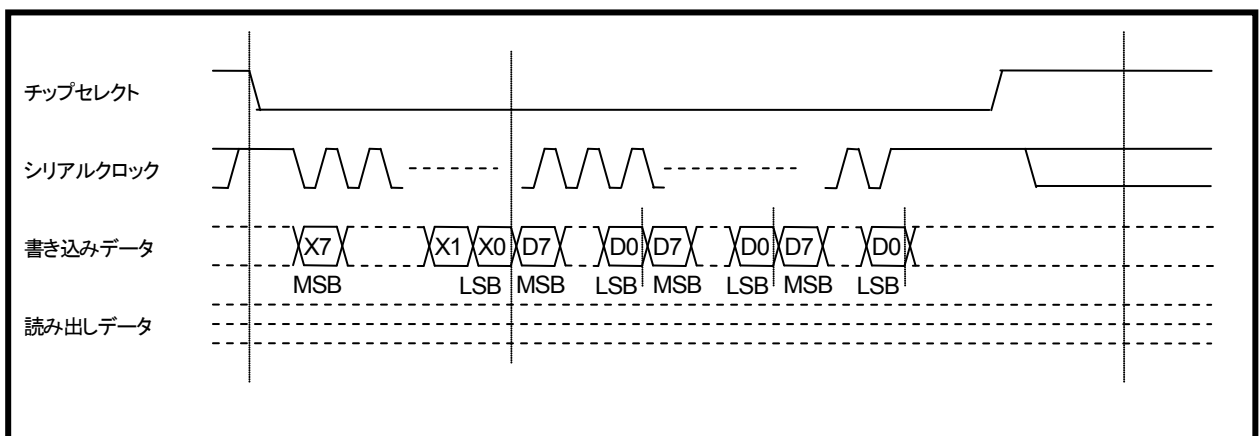 チップセレクト
シリアルクロック
書き込みデータ
X7 X1 X0 D7 D0 D7 D0 D7 D0
MSB LSB MSB LSB MSB LSB MSB LSB
読み出しデータ